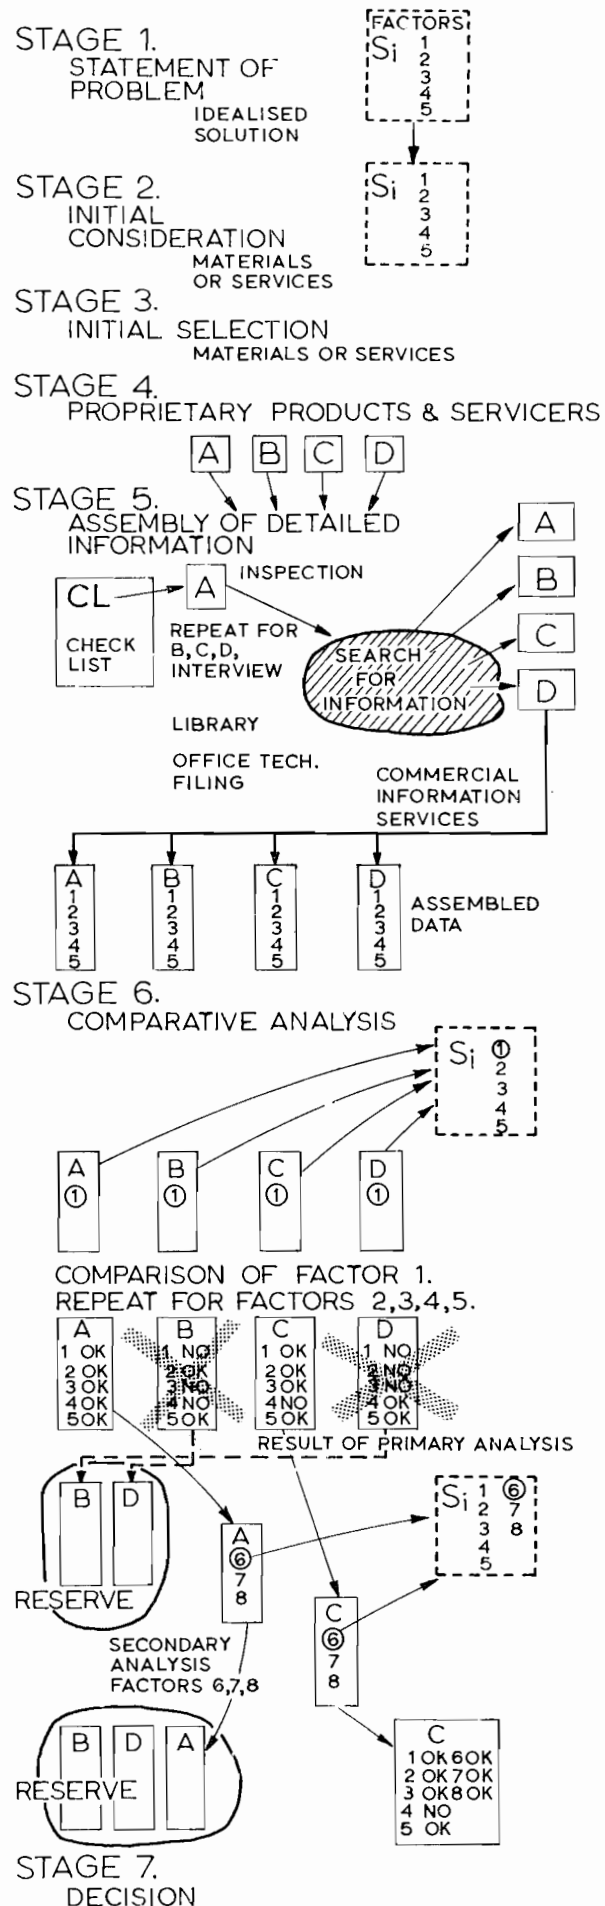 STAGE 1.
STATEMENT OF
PROBLEM
IDEALISED
SOLUTION
FACTORS
Si 1
2
3
4
5
STAGE 2.
INITIAL
CONSIDERATION
MATERIALS
OR SERVICES
Si 1
2
3
4
5
STAGE 3.
INITIAL SELECTION
MATERIALS OR SERVICES
STAGE 4.
PROPRIETARY PRODUCTS & SERVICERS
A B C D
STAGE 5.
ASSEMBLY OF DETAILED
INFORMATION
CL
CHECK
LIST
A
INSPECTION
REPEAT FOR
B,C,D,
INTERVIEW
LIBRARY
OFFICE TECH.
FILING
SEARCH
FOR
INFORMATION
A
B
C
D
COMMERCIAL
INFORMATION
SERVICES
A B C D
1 1 1 1
2 2 2 2
3 3 3 3
4 4 4 4
5 5 5 5
ASSEMBLED
DATA
STAGE 6.
COMPARATIVE ANALYSIS
Si 1
2
3
4
5
A B C D
1 1 1 1
COMPARISON OF FACTOR 1.
REPEAT FOR FACTORS 2,3,4,5.
A
1 OK
2 OK
3 OK
4 OK
5 OK
B
1 NO
2 OK
3 NO
4 NO
5 OK
C
1 OK
2 OK
3 OK
4 NO
5 OK
D
1 NO
2 NO
3 NO
4 OK
5 OK
RESULT OF PRIMARY ANALYSIS
B D
RESERVE
A
6
7
8
Si 1 6
2 7
3 8
4
5
C
6
7
8
SECONDARY
ANALYSIS
FACTORS 6,7,8
B D A
RESERVE
C
1 OK 6 OK
2 OK 7 OK
3 OK 8 OK
4 NO
5 OK
STAGE 7.
DECISION